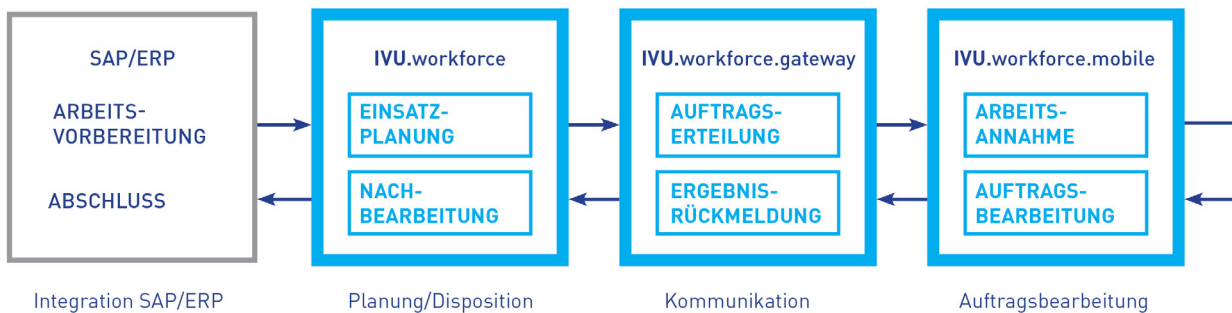 SAP/ERP
ARBEITS-
VORBEREITUNG
ABSCHLUSS
Integration SAP/ERP
IVU.workforce
EINSATZ-
PLANUNG
NACH-
BEARBEITUNG
Planung/Disposition
IVU.workforce.gateway
AUFTRAGS-
ERTEILUNG
ERGEBNIS-
RÜCKMELDUNG
Kommunikation
IVU.workforce.mobile
ARBEITS-
ANNAHME
AUFTRAGS-
BEARBEITUNG
Auftragsbearbeitung